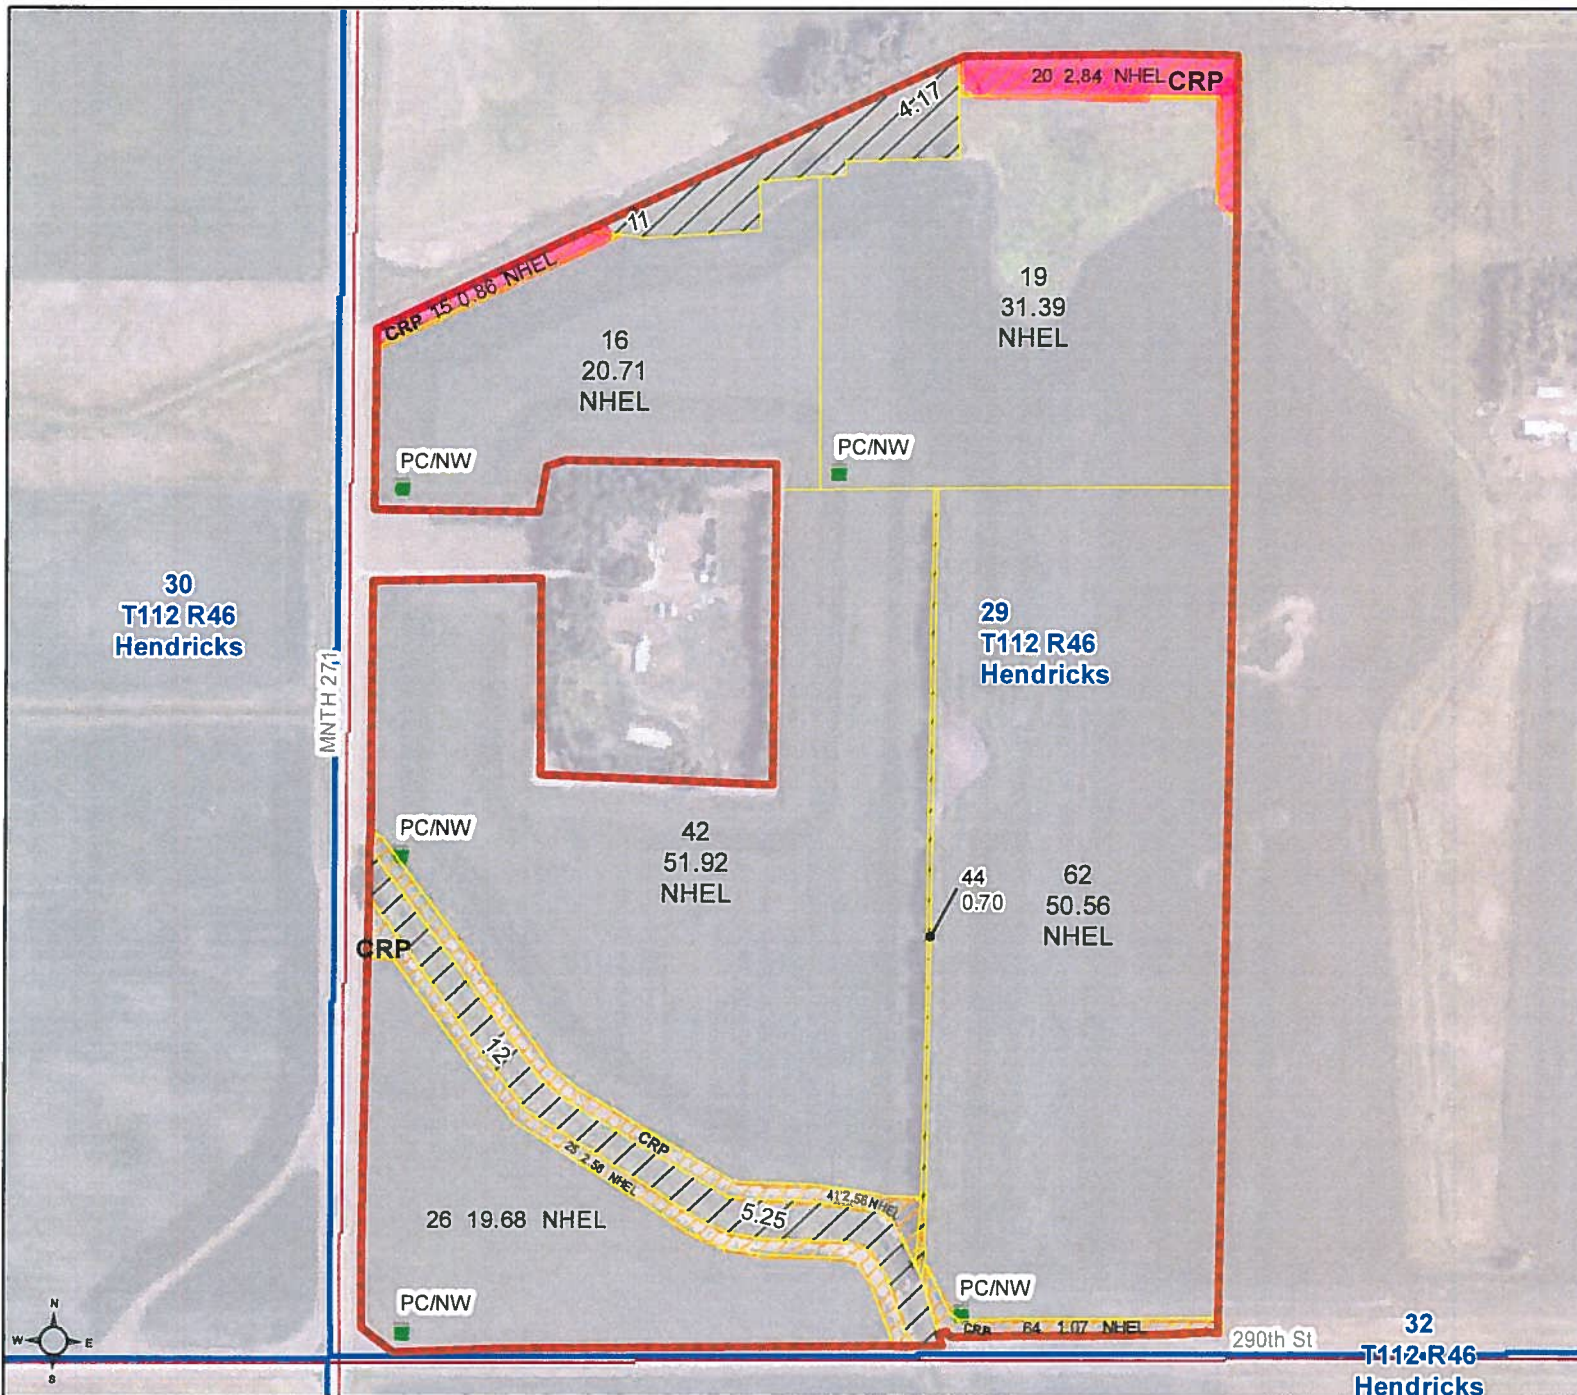 20 2.84 NHEL CRP
4.17
11
CRP 15 0.86 NHEL
19
31.39
NHEL
16
20.71
NHEL
PC/NW
PC/NW
30
T112 R46
Hendricks
29
T112 R46
Hendricks
MNTH 271
PC/NW
42
51.92
NHEL
44
0.70
62
50.56
NHEL
CRP
12
CRP
25 2.56 NHEL
41 2.58 NHEL
5.25
26 19.68 NHEL
PC/NW
PC/NW
CRP 64 1.07 NHEL
290th St
32
T112 R46
Hendricks
N
W E
S